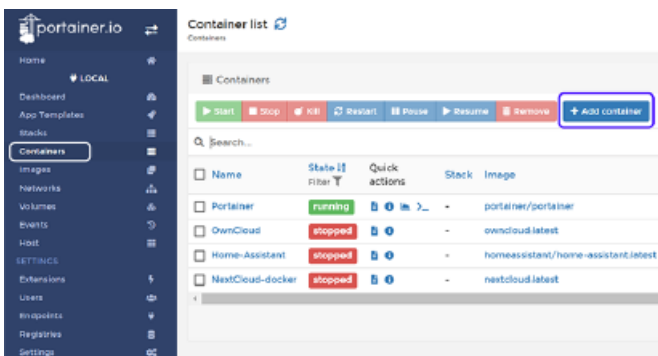 portainer.io
Home
LOCAL
Dashboard
App Templates
Stacks
Containers
Images
Networks
Volumes
Events
Host
SETTINGS
Extensions
Users
Endpoints
Registries
Settings
Container list
Containers
Containers
Start Stop Kill Restart Pause Resume Remove + Add container
Search...
Name State Filter Quick actions Stack Image
Portainer running - portainer/portainer
OwnCloud stopped - owncloud:latest
Home-Assistant stopped - homeassistant/home-assistant:latest
NextCloud-docker stopped - nextcloud:latest